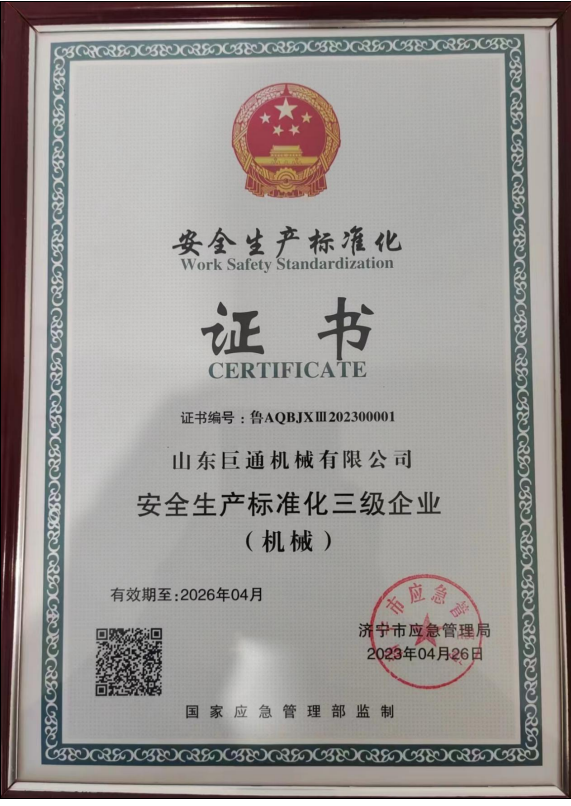 安全生产标准化
Work Safety Standardization
证书
CERTIFICATE
证书编号：鲁AQBJXⅢ202300001
山东巨通机械有限公司
安全生产标准化三级企业
（机械）
有效期至:2026年04月
济宁市应急管理局
2023年04月26日
国家应急管理部监制